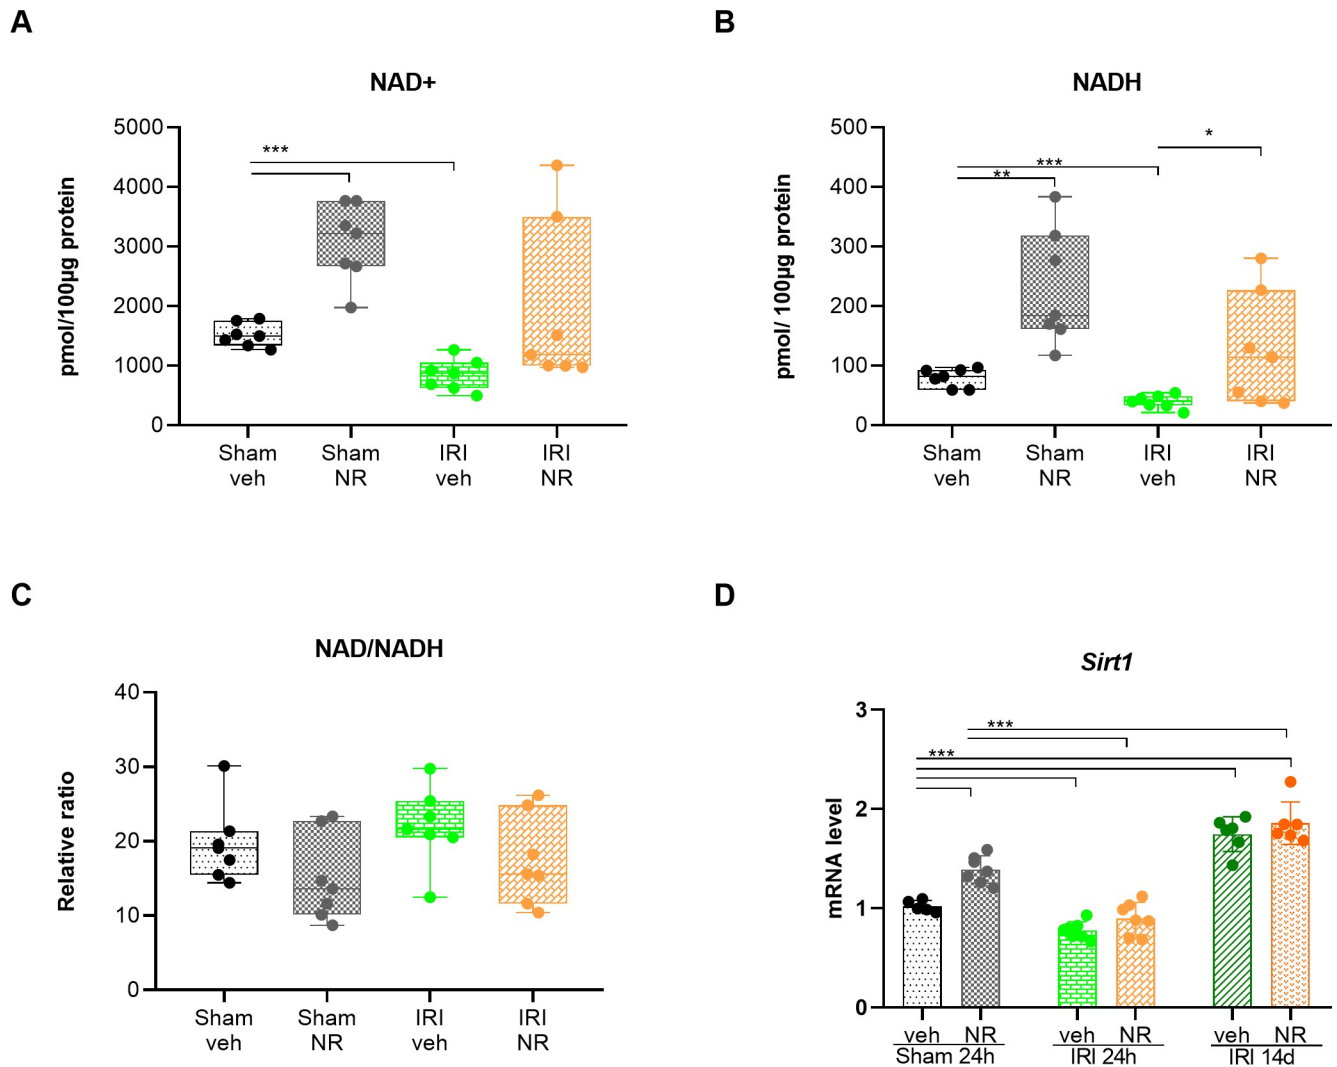 A
NAD+
pmol/100µg protein
5000
4000
3000
2000
1000
0
***
Sham veh
Sham NR
IRI veh
IRI NR
B
NADH
pmol/ 100µg protein
500
400
300
200
100
0
**
***
*
Sham veh
Sham NR
IRI veh
IRI NR
C
NAD/NADH
Relative ratio
40
30
20
10
0
Sham veh
Sham NR
IRI veh
IRI NR
D
Sirt1
mRNA level
3
2
1
0
***
***
veh NR veh NR veh NR
Sham 24h IRI 24h IRI 14d